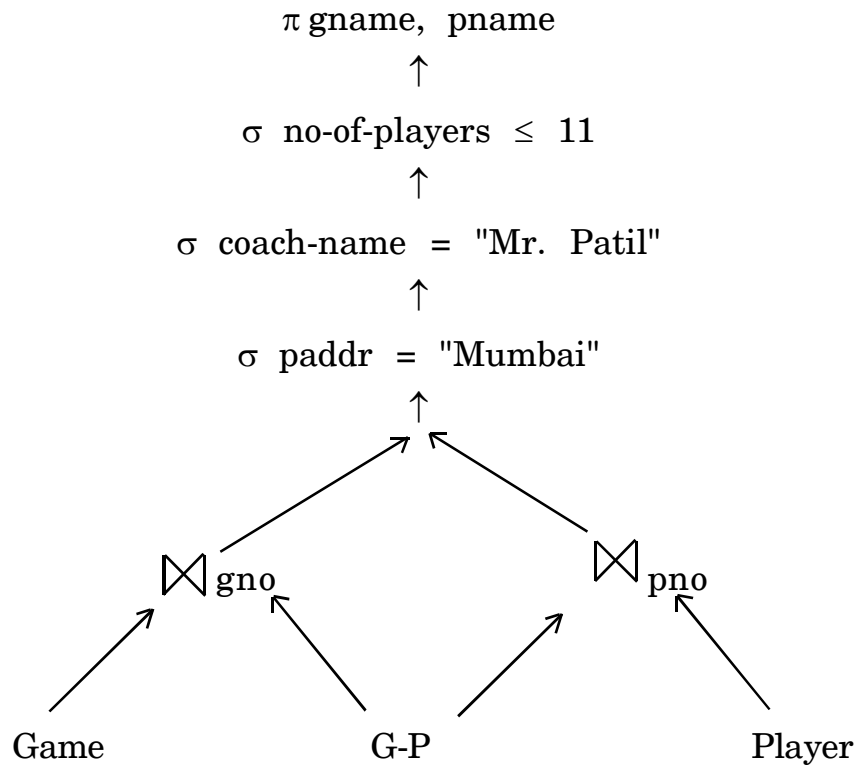 π gname, pname
σ no-of-players ≤ 11
σ coach-name = "Mr. Patil"
σ paddr = "Mumbai"
⋈ gno ⋈ pno
Game G-P Player